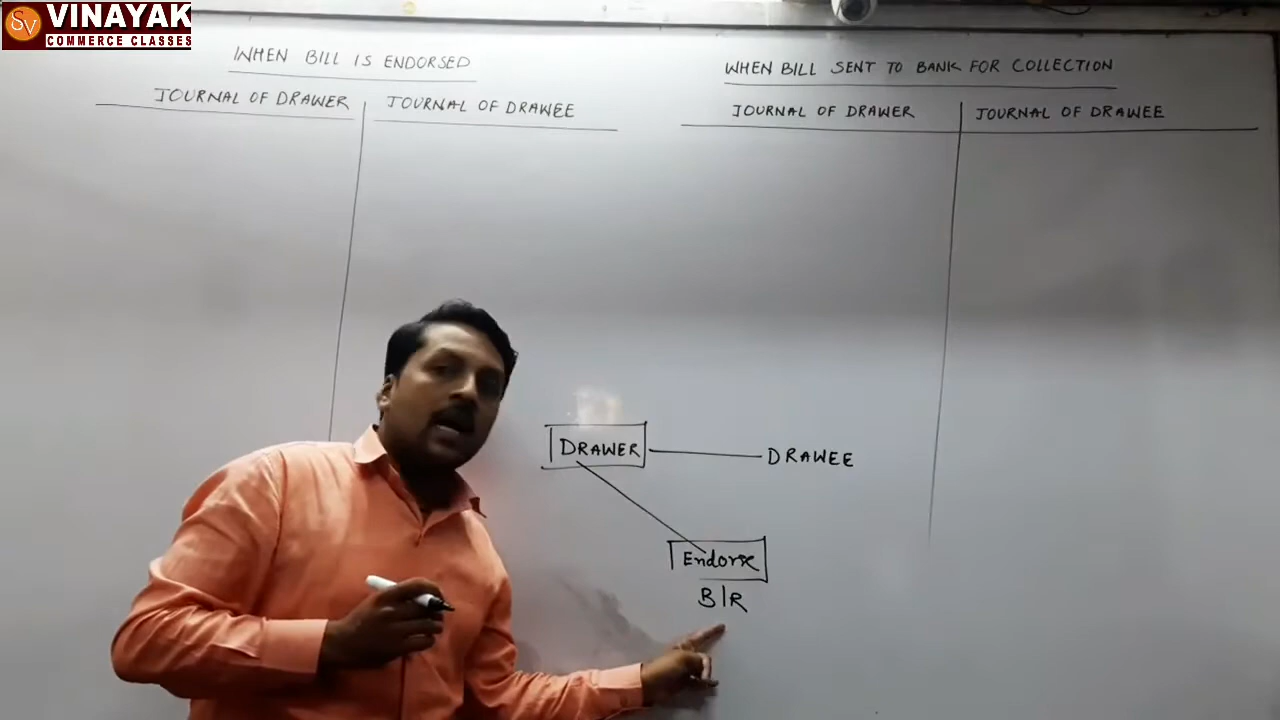 SV VINAYAK
COMMERCE CLASSES
WHEN BILL IS ENDORSED
JOURNAL OF DRAWER
JOURNAL OF DRAWEE
WHEN BILL SENT TO BANK FOR COLLECTION
JOURNAL OF DRAWER
JOURNAL OF DRAWEE
DRAWER
DRAWEE
Endorse
B/R